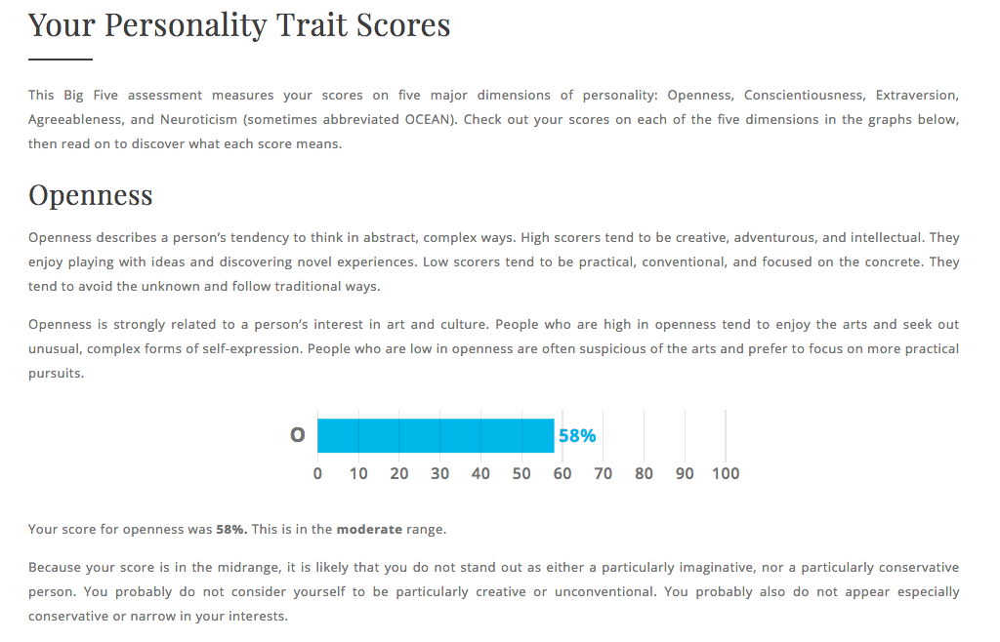 Your Personality Trait Scores
This Big Five assessment measures your scores on five major dimensions of personality: Openness, Conscientiousness, Extraversion,
Agreeableness, and Neuroticism (sometimes abbreviated OCEAN). Check out your scores on each of the five dimensions in the graphs below,
then read on to discover what each score means.
Openness
Openness describes a person’s tendency to think in abstract, complex ways. High scorers tend to be creative, adventurous, and intellectual. They
enjoy playing with ideas and discovering novel experiences. Low scorers tend to be practical, conventional, and focused on the concrete. They
tend to avoid the unknown and follow traditional ways.
Openness is strongly related to a person’s interest in art and culture. People who are high in openness tend to enjoy the arts and seek out
unusual, complex forms of self-expression. People who are low in openness are often suspicious of the arts and prefer to focus on more practical
pursuits.
O 58%
0 10 20 30 40 50 60 70 80 90 100
Your score for openness was 58%. This is in the moderate range.
Because your score is in the midrange, it is likely that you do not stand out as either a particularly imaginative, nor a particularly conservative
person. You probably do not consider yourself to be particularly creative or unconventional. You probably also do not appear especially
conservative or narrow in your interests.